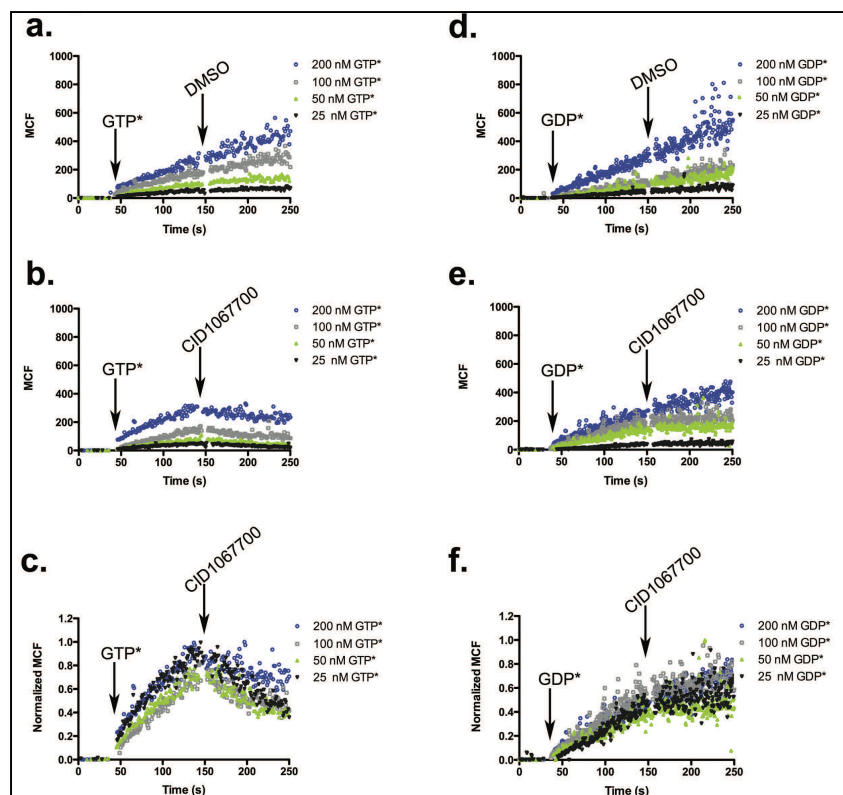 a.
1000
800
600
400
200
0
MCF
0 50 100 150 200 250
Time (s)
GTP*
DMSO
200 nM GTP*
100 nM GTP*
50 nM GTP*
25 nM GTP*
b.
1000
800
600
400
200
0
MCF
0 50 100 150 200 250
Time (s)
GTP*
CID1067700
200 nM GTP*
100 nM GTP*
50 nM GTP*
25 nM GTP*
c.
1.2
1.0
0.8
0.6
0.4
0.2
0.0
Normalized MCF
0 50 100 150 200 250
Time (s)
GTP*
CID1067700
200 nM GTP*
100 nM GTP*
50 nM GTP*
25 nM GTP*
d.
1000
800
600
400
200
0
MCF
0 50 100 150 200 250
Time (s)
GDP*
DMSO
200 nM GDP*
100 nM GDP*
50 nM GDP*
25 nM GDP*
e.
1000
800
600
400
200
0
MCF
0 50 100 150 200 250
Time (s)
GDP*
CID1067700
200 nM GDP*
100 nM GDP*
50 nM GDP*
25 nM GDP*
f.
1.2
1.0
0.8
0.6
0.4
0.2
0.0
Normalized MCF
0 50 100 150 200 250
Time (s)
GDP*
CID1067700
200 nM GDP*
100 nM GDP*
50 nM GDP*
25 nM GDP*